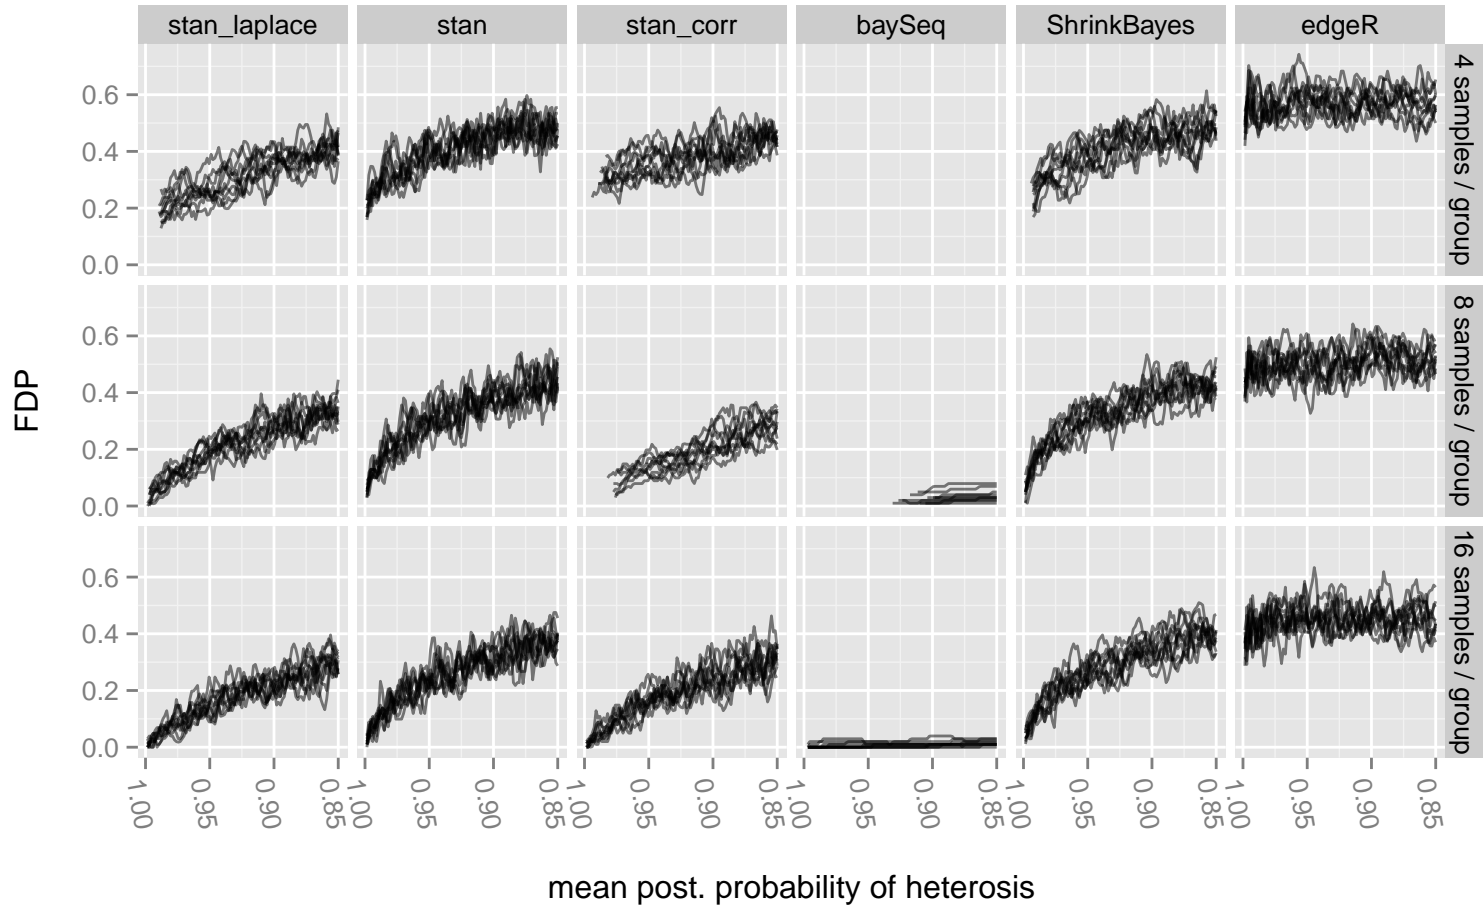 stan_laplace stan stan_corr baySeq ShrinkBayes edgeR
FDP
0.6
0.4
0.2
0.0
4 samples / group
0.6
0.4
0.2
0.0
8 samples / group
0.6
0.4
0.2
0.0
16 samples / group
1.00 0.95 0.90 0.85 1.00 0.95 0.90 0.85 1.00 0.95 0.90 0.85 1.00 0.95 0.90 0.85 1.00 0.95 0.90 0.85 1.00 0.95 0.90 0.85
mean post. probability of heterosis